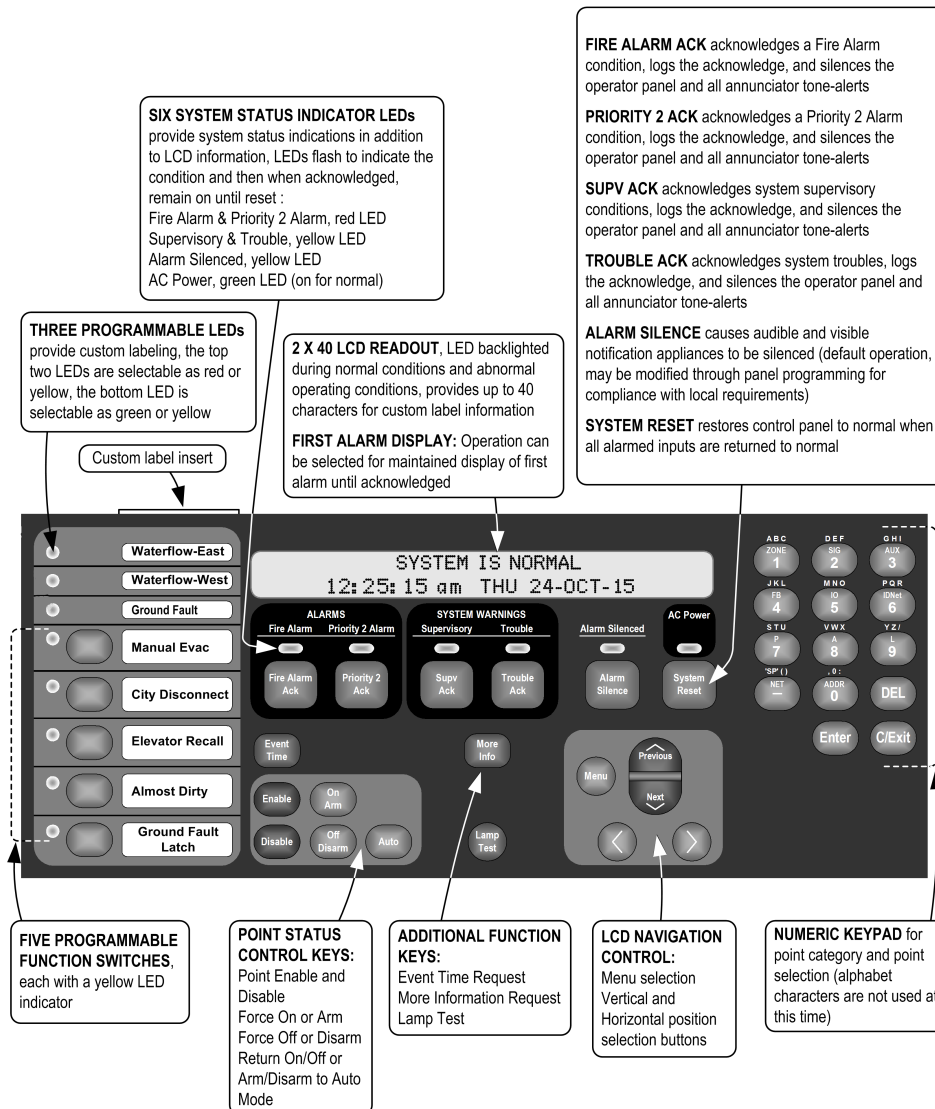 FIRE ALARM ACK acknowledges a Fire Alarm
condition, logs the acknowledge, and silences the
operator panel and all annunciator tone-alerts
PRIORITY 2 ACK acknowledges a Priority 2 Alarm
condition, logs the acknowledge, and silences the
operator panel and all annunciator tone-alerts
SUPV ACK acknowledges system supervisory
conditions, logs the acknowledge, and silences the
operator panel and all annunciator tone-alerts
TROUBLE ACK acknowledges system troubles, logs
the acknowledge, and silences the operator panel and
all annunciator tone-alerts
ALARM SILENCE causes audible and visible
notification appliances to be silenced (default operation,
may be modified through panel programming for
compliance with local requirements)
SYSTEM RESET restores control panel to normal when
all alarmed inputs are returned to normal
SIX SYSTEM STATUS INDICATOR LEDs
provide system status indications in addition
to LCD information, LEDs flash to indicate the
condition and then when acknowledged,
remain on until reset :
Fire Alarm & Priority 2 Alarm, red LED
Supervisory & Trouble, yellow LED
Alarm Silenced, yellow LED
AC Power, green LED (on for normal)
THREE PROGRAMMABLE LEDs
provide custom labeling, the top
two LEDs are selectable as red or
yellow, the bottom LED is
selectable as green or yellow
2 X 40 LCD READOUT, LED backlighted
during normal conditions and abnormal
operating conditions, provides up to 40
characters for custom label information
FIRST ALARM DISPLAY: Operation can
be selected for maintained display of first
alarm until acknowledged
Custom label insert
Waterflow-East
Waterflow-West
Ground Fault
Manual Evac
City Disconnect
Elevator Recall
Almost Dirty
Ground Fault
Latch
SYSTEM IS NORMAL
12:25:15 am THU 24-OCT-15
ALARMS
Fire Alarm Priority 2 Alarm
Fire Alarm
Ack
Priority 2
Ack
SYSTEM WARNINGS
Supervisory Trouble
Supv
Ack
Trouble
Ack
Alarm Silenced
Alarm
Silence
AC Power
System
Reset
Event
Time
More
Info
Enable
On
Arm
Disable
Off
Disarm
Auto
Lamp
Test
Menu
Previous
Next
A B C
ZONE
1
D E F
SIG
2
G H I
AUX
3
J K L
FB
4
M N O
IO
5
P Q R
IDNet
6
S T U
P
7
V W X
A
8
Y Z /
L
9
'SP' ( )
NET
–
, 0 :
ADDR
0
DEL
Enter
C/Exit
FIVE PROGRAMMABLE
FUNCTION SWITCHES,
each with a yellow LED
indicator
POINT STATUS
CONTROL KEYS:
Point Enable and
Disable
Force On or Arm
Force Off or Disarm
Return On/Off or
Arm/Disarm to Auto
Mode
ADDITIONAL FUNCTION
KEYS:
Event Time Request
More Information Request
Lamp Test
LCD NAVIGATION
CONTROL:
Menu selection
Vertical and
Horizontal position
selection buttons
NUMERIC KEYPAD for
point category and point
selection (alphabet
characters are not used at
this time)